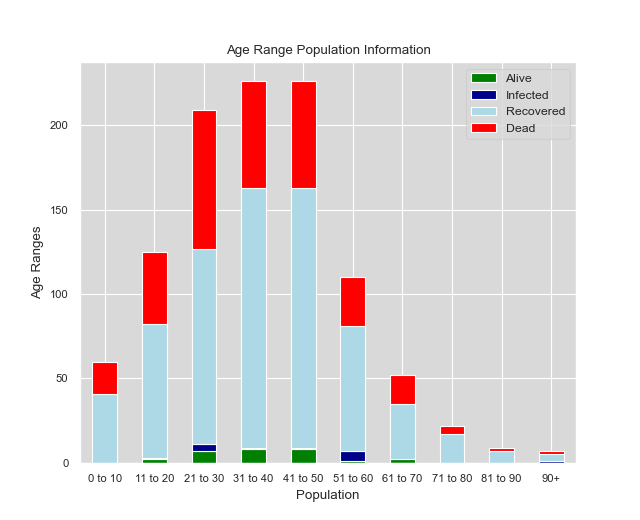 Age Range Population Information
Alive
Infected
Recovered
Dead
Age Ranges
200
150
100
50
0
0 to 10 11 to 20 21 to 30 31 to 40 41 to 50 51 to 60 61 to 70 71 to 80 81 to 90 90+
Population